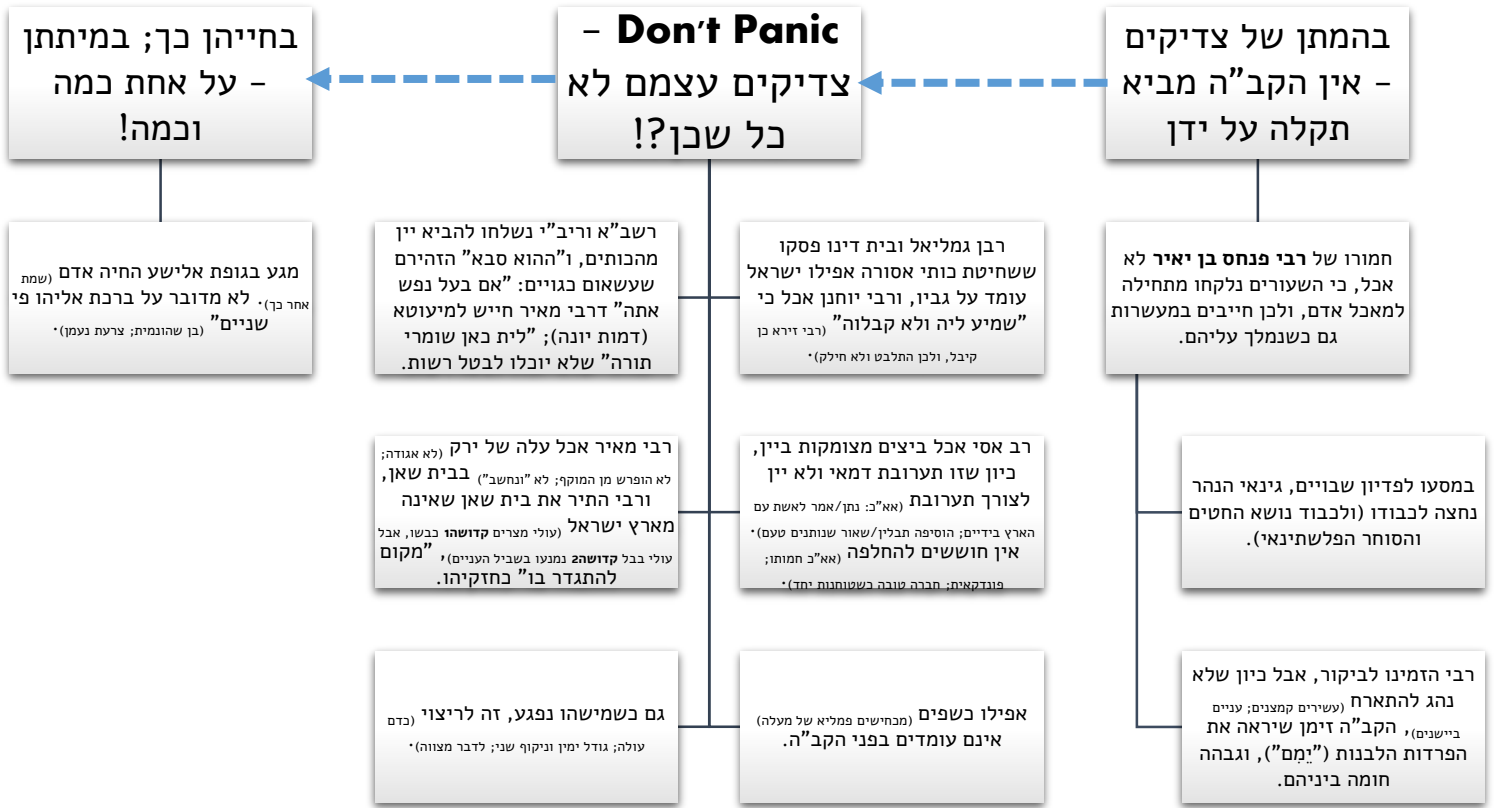 בהמתן של צדיקים
– אין הקב"ה מביא
תקלה על ידן
Don't Panic –
צדיקים עצמם לא
כל שכן?!
בחייהן כך; במיתתן
– על אחת כמה
וכמה!
חמורו של רבי פנחס בן יאיר לא
אכל, כי השעורים נלקחו מתחילה
למאכל אדם, ולכן חייבים במעשרות
גם כשנמלך עליהם.
במסעו לפדיון שבויים, גינאי הנהר
נחצה לכבודו (ולכבוד נושא החטים
והסוחר הפלשתינאי).
רבי הזמינו לביקור, אבל כיון שלא
נהג להתארח (עשירים קמצנים; עניים
ביישנים), הקב"ה זימן שיראה את
הפרדות הלבנות ("יֵמִם"), וגבהה
חומה ביניהם.
רבן גמליאל ובית דינו פסקו
ששחיטת כותי אסורה אפילו ישראל
עומד על גביו, ורבי יוחנן אכל כי
"שמיע ליה ולא קבלוה" (רבי זירא כן
קיבל, ולכן התלבט ולא חילק).
רשב"א וריב"י נשלחו להביא יין
מהכותים, ו"ההוא סבא" הזהירם
שעשאום כגויים: "אם בעל נפש
אתה" דרבי מאיר חייש למיעוטא
(דמות יונה); "לית כאן שומרי
תורה" שלא יוכלו לבטל רשות.
רב אסי אכל ביצים מצומקות ביין,
כיון שזו תערובת דמאי ולא יין
לצורך תערובת (אא"כ: נתן/אמר לאשת עם
הארץ בידיים; הוסיפה תבלין/שאור שנותנים טעם).
אין חוששים להחלפה (אא"כ חמותו;
פונדקאית; חברה טובה כשטוחנות יחד).
רבי מאיר אכל עלה של ירק (לא אגודה;
לא הופרש מן המוקף; לא "ונחשב") בבית שאן,
ורבי התיר את בית שאן שאינה
מארץ ישראל (עולי מצרים קדושה1 כבשו, אבל
עולי בבל קדושה2 נמנעו בשביל העניים), "מקום
להתגדר בו" כחזקיהו.
אפילו כשפים (מכחישים פמליא של מעלה)
אינם עומדים בפני הקב"ה.
גם כשמישהו נפגע, זה לריצוי (כדם
עולה; גודל ימין וניקוף שני; לדבר מצווה).
מגע בגופת אלישע החיה אדם (שמת
אחר כך). לא מדובר על ברכת אליהו פי
שניים" (בן שהונמית; צרעת נעמן).